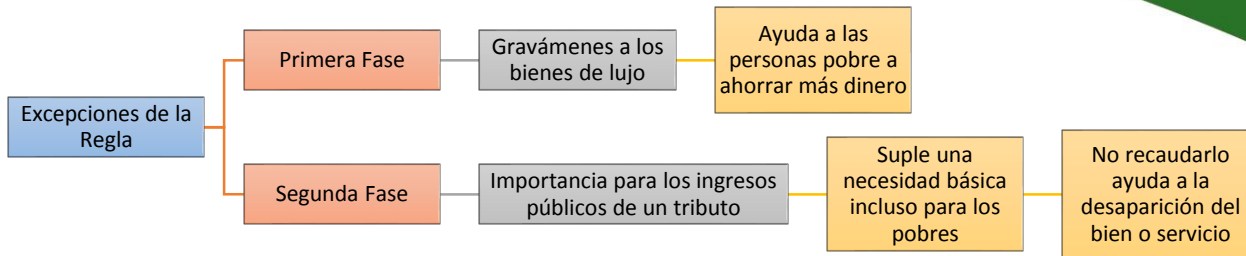 Excepciones de la
Regla
Primera Fase
Gravámenes a los
bienes de lujo
Ayuda a las
personas pobre a
ahorrar más dinero
Segunda Fase
Importancia para los ingresos
públicos de un tributo
Suple una
necesidad básica
incluso para los
pobres
No recaudarlo
ayuda a la
desaparición del
bien o servicio